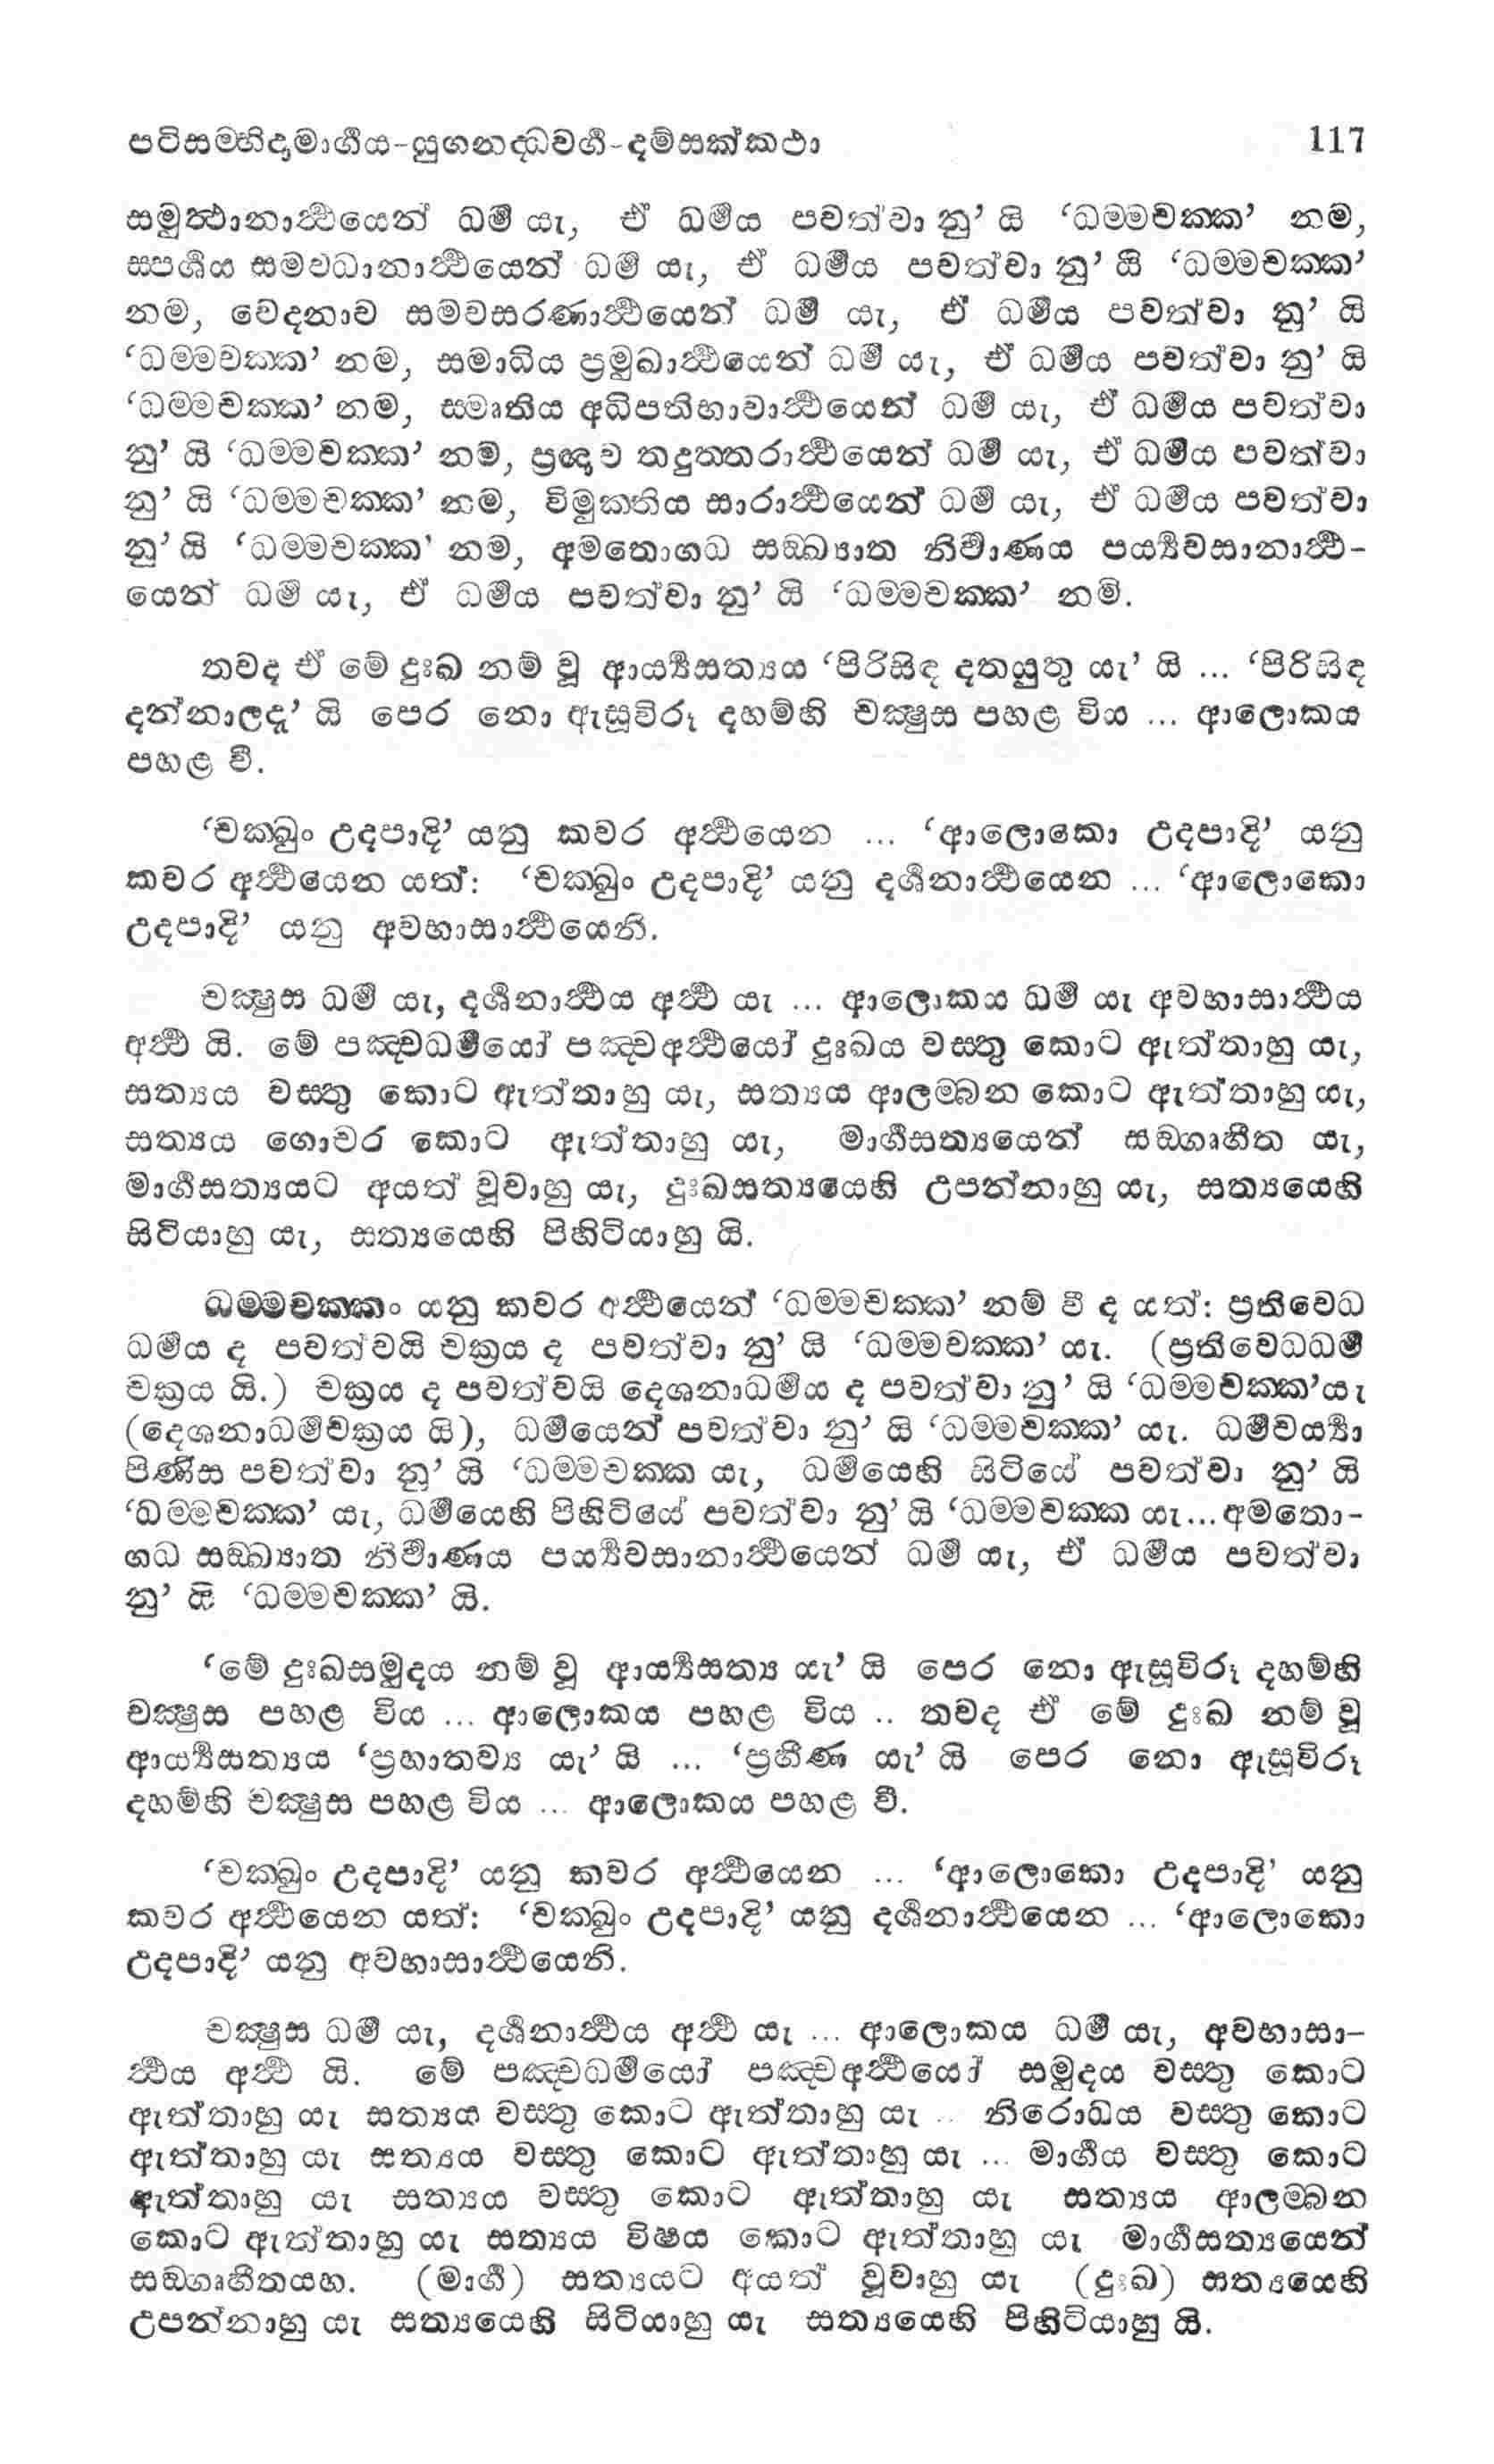 පටිසම්භිදාමාර්ගය-යුගනද්ධවර්ග-දම්සක්කථා 117
සමුත්ථානාර්ථයෙන් ධර්ම යැ, ඒ ධර්මය පවත්වා නු’ යි ‘ධම්මචක්ක’ නම,
ස්පර්ශය සමවධානාර්ථයෙන් ධර්ම යැ, ඒ ධර්මය පවත්වා නු’ යි ‘ධම්මචක්ක’
නම, වේදනාව සමවසරණාර්ථයෙන් ධර්ම යැ, ඒ ධර්මය පවත්වා නු’ යි
‘ධම්මචක්ක’ නම, සමාධිය ප්‍රමුඛාර්ථයෙන් ධර්ම යැ, ඒ ධර්මය පවත්වා නු’ යි
‘ධම්මචක්ක’ නම, ස්මෘතිය අධිපතිභාවාර්ථයෙන් ධර්ම යැ, ඒ ධර්මය පවත්වා
නු’ යි ‘ධම්මචක්ක’ නම, ප්‍රඥාව තදුත්තරාර්ථයෙන් ධර්ම යැ, ඒ ධර්මය පවත්වා
නු’ යි ‘ධම්මචක්ක’ නම, විමුක්තිය සාරාර්ථයෙන් ධර්ම යැ, ඒ ධර්මය පවත්වා
නු’ යි ‘ධම්මචක්ක’ නම, අමතොගධ සඞ්ඛ්‍යාත නිර්වාණය පර්‍ය්‍යවසානාර්ථ-
යෙන් ධර්ම යැ, ඒ ධර්මය පවත්වා නු’ යි ‘ධම්මචක්ක’ නමි.
තවද ඒ මේ දුඃඛ නම් වූ ආර්‍ය්‍යසත්‍යය ‘පිරිසිඳ දතයුතු යැ’ යි ... ‘පිරිසිඳ
දන්නාලදැ’ යි පෙර නො ඇසූවිරූ දහම්හි චක්‍ෂුස පහළ විය ... ආලොකය
පහළ වී.
‘චක්ඛුං උදපාදි’ යනු කවර අර්ථයෙන ... ‘ආලොකො උදපාදි’ යනු
කවර අර්ථයෙන යත්: ‘චක්ඛුං උදපාදි’ යනු දර්ශනාර්ථයෙන ... ‘ආලොකො
උදපාදි’ යනු අවභාසාර්ථයෙනි.
චක්‍ෂුස ධර්ම යැ, දර්ශනාර්ථය අර්ථ යැ ... ආලොකය ධර්ම යැ අවභාසාර්ථය
අර්ථ යි. මේ පඤ්චධර්මයෝ පඤ්චඅර්ථයෝ දුඃඛය වස්තු කොට ඇත්තාහු යැ,
සත්‍යය වස්තු කොට ඇත්තාහු යැ, සත්‍යය ආලම්බන කොට ඇත්තාහු යැ,
සත්‍යය ගොචර කොට ඇත්තාහු යැ, මාර්ගසත්‍යයෙන් සඞ්ගෘහීත යැ,
මාර්ගසත්‍යයට අයත් වූවාහු යැ, දුඃඛසත්‍යයෙහි උපන්නාහු යැ, සත්‍යයෙහි
සිටියාහු යැ, සත්‍යයෙහි පිහිටියාහු යි.
ධම්මචක්කං යනු කවර අර්ථයෙන් ‘ධම්මචක්ක’ නම් වී ද යත්: ප්‍රතිවෙධ
ධර්මය ද පවත්වයි චක්‍රය ද පවත්වා නු’ යි ‘ධම්මචක්ක’ යැ. (ප්‍රතිවෙධධර්ම
චක්‍රය යි.) චක්‍රය ද පවත්වයි දෙශනාධර්මය ද පවත්වා නු’ යි ‘ධම්මචක්ක’යැ
(දෙශනාධර්මචක්‍රය යි), ධර්මයෙන් පවත්වා නු’ යි ‘ධම්මචක්ක’ යැ. ධර්මචර්‍ය්‍යා
පිණිස පවත්වා නු’ යි ‘ධම්මචක්ක යැ, ධර්මයෙහි සිටියේ පවත්වා නු’ යි
‘ධම්මචක්ක’ යැ, ධර්මයෙහි පිහිටියේ පවත්වා නු’ යි ‘ධම්මචක්ක යැ...අමතො-
ගධ සඞ්ඛ්‍යාත නිර්වාණය පර්‍ය්‍යවසානාර්ථයෙන් ධර්ම යැ, ඒ ධර්මය පවත්වා
නු’ යි ‘ධම්මචක්ක’ යි.
‘මේ දුඃඛසමුදය නම් වූ ආර්‍ය්‍යසත්‍ය යැ’ යි පෙර නො ඇසූවිරූ දහම්හි
චක්‍ෂුස පහළ විය ... ආලොකය පහළ විය .. තවද ඒ මේ දුඃඛ නම් වූ
ආර්‍ය්‍යසත්‍යය ‘ප්‍රහාතව්‍ය යැ’ යි ... ‘ප්‍රහීණ යැ’ යි පෙර නො ඇසූවිරූ
දහම්හි චක්‍ෂුස පහළ විය ... ආලොකය පහළ වී.
‘චක්ඛුං උදපාදි’ යනු කවර අර්ථයෙන ... ‘ආලොකො උදපාදි’ යනු
කවර අර්ථයෙන යත්: ‘චක්ඛුං උදපාදි’ යනු දර්ශනාර්ථයෙන ... ‘ආලොකො
උදපාදි’ යනු අවභාසාර්ථයෙනි.
චක්‍ෂුස ධර්ම යැ, දර්ශනාර්ථය අර්ථ යැ ... ආලොකය ධර්ම යැ, අවභාසා-
ර්ථය අර්ථ යි. මේ පඤ්චධර්මයෝ පඤ්චඅර්ථයෝ සමුදය වස්තු කොට
ඇත්තාහු යැ සත්‍යය වස්තු කොට ඇත්තාහු යැ .. නිරොධය වස්තු කොට
ඇත්තාහු යැ සත්‍යය වස්තු කොට ඇත්තාහු යැ ... මාර්ගය වස්තු කොට
ඇත්තාහු යැ සත්‍යය වස්තු කොට ඇත්තාහු යැ සත්‍යය ආලම්බන
කොට ඇත්තාහු යැ සත්‍යය විෂය කොට ඇත්තාහු යැ මාර්ගසත්‍යයෙන්
සඞ්ගෘහීතයහ. (මාර්ග) සත්‍යයට අයත් වූවාහු යැ (දුඃඛ) සත්‍යයෙහි
උපන්නාහු යැ සත්‍යයෙහි සිටියාහු යැ සත්‍යයෙහි පිහිටියාහු යි.